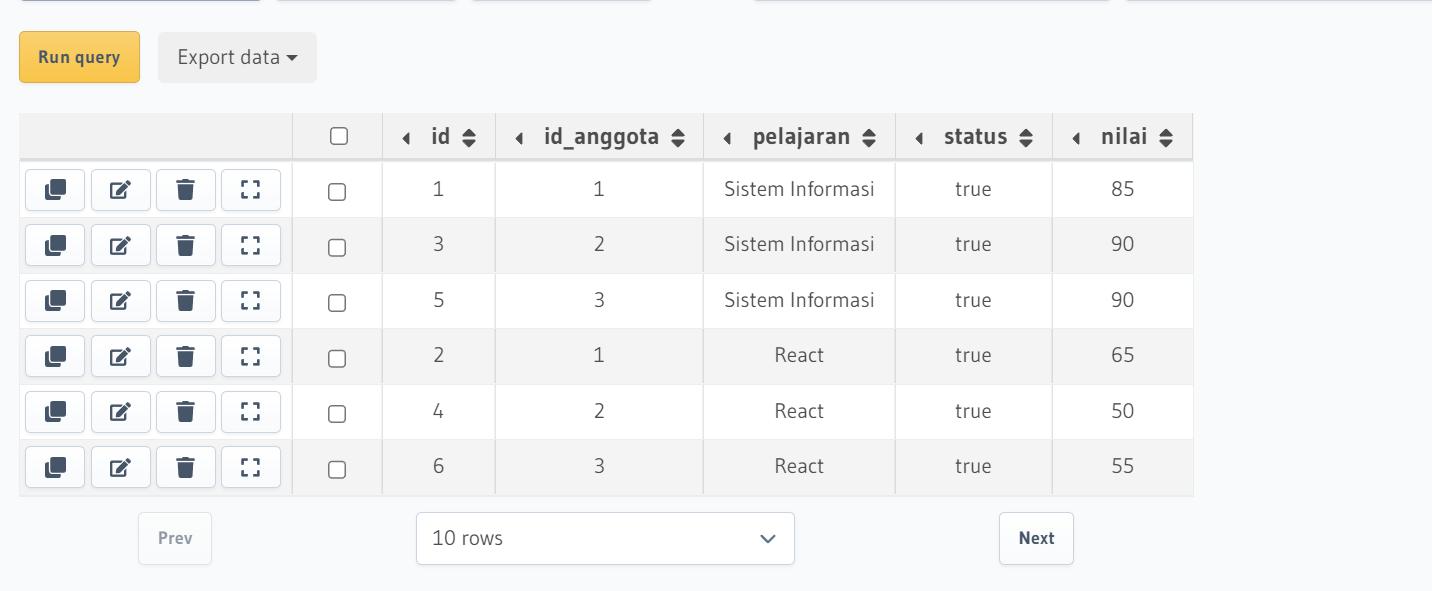 Run query Export data
id id_anggota pelajaran status nilai
1 1 Sistem Informasi true 85
3 2 Sistem Informasi true 90
5 3 Sistem Informasi true 90
2 1 React true 65
4 2 React true 50
6 3 React true 55
Prev 10 rows Next